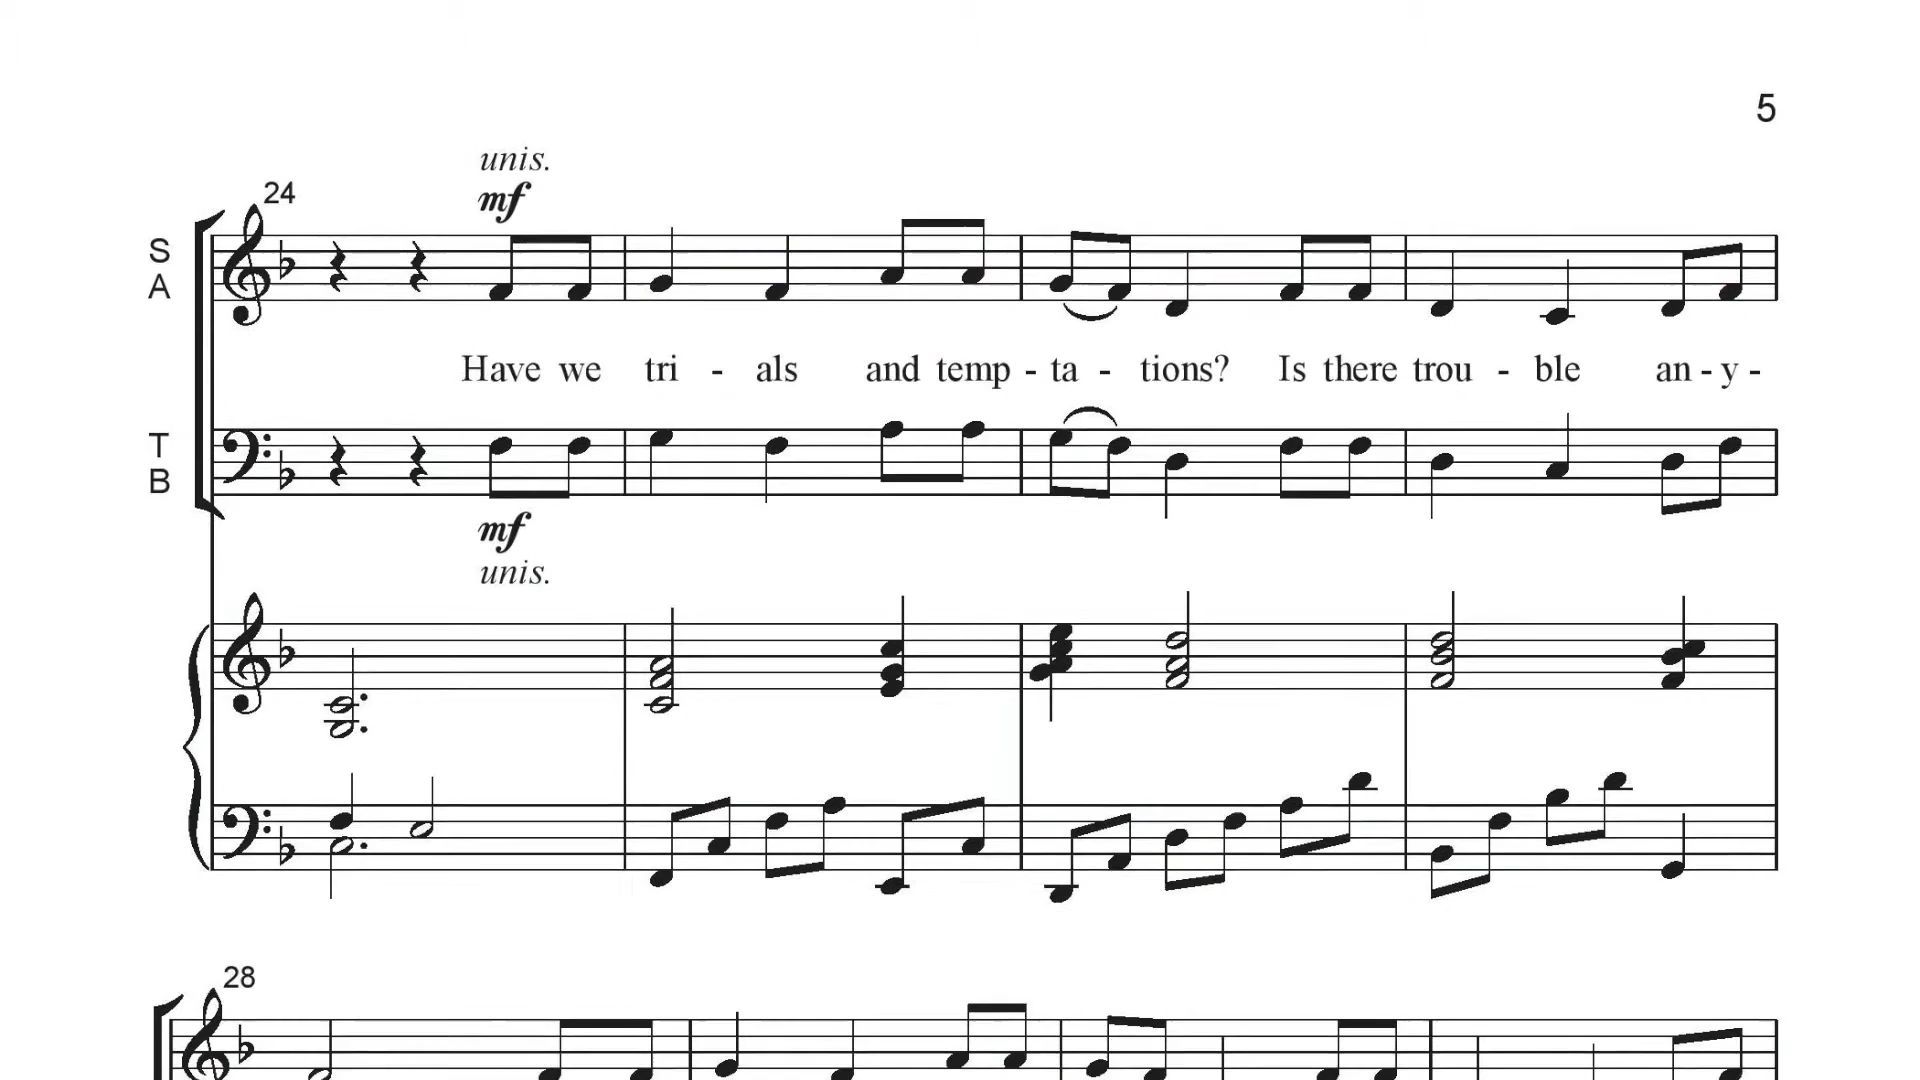 5
unis.
mf
24
S
A
Have we tri - als and temp - ta - tions? Is there trou - ble an - y -
T
B
mf
unis.
28